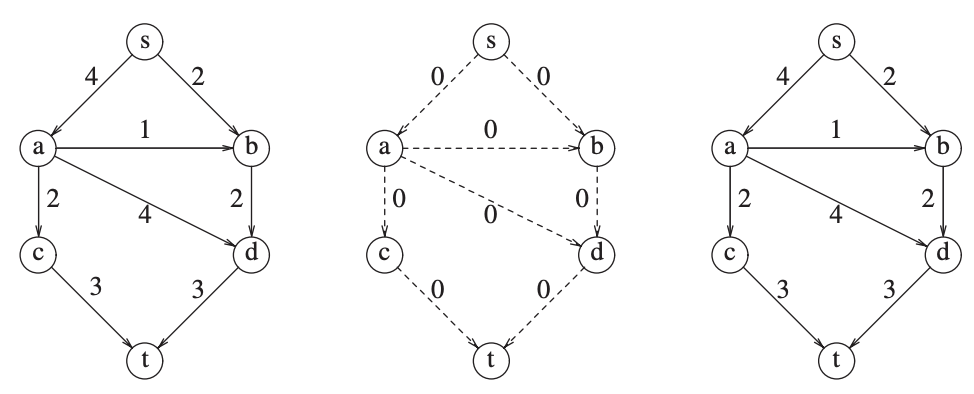 s s s
4 2 0 0 4 2
1 0 1
a b a b a b
2 2 0 0 2 2
4 0 4
c d c d c d
3 3 0 0 3 3
t t t